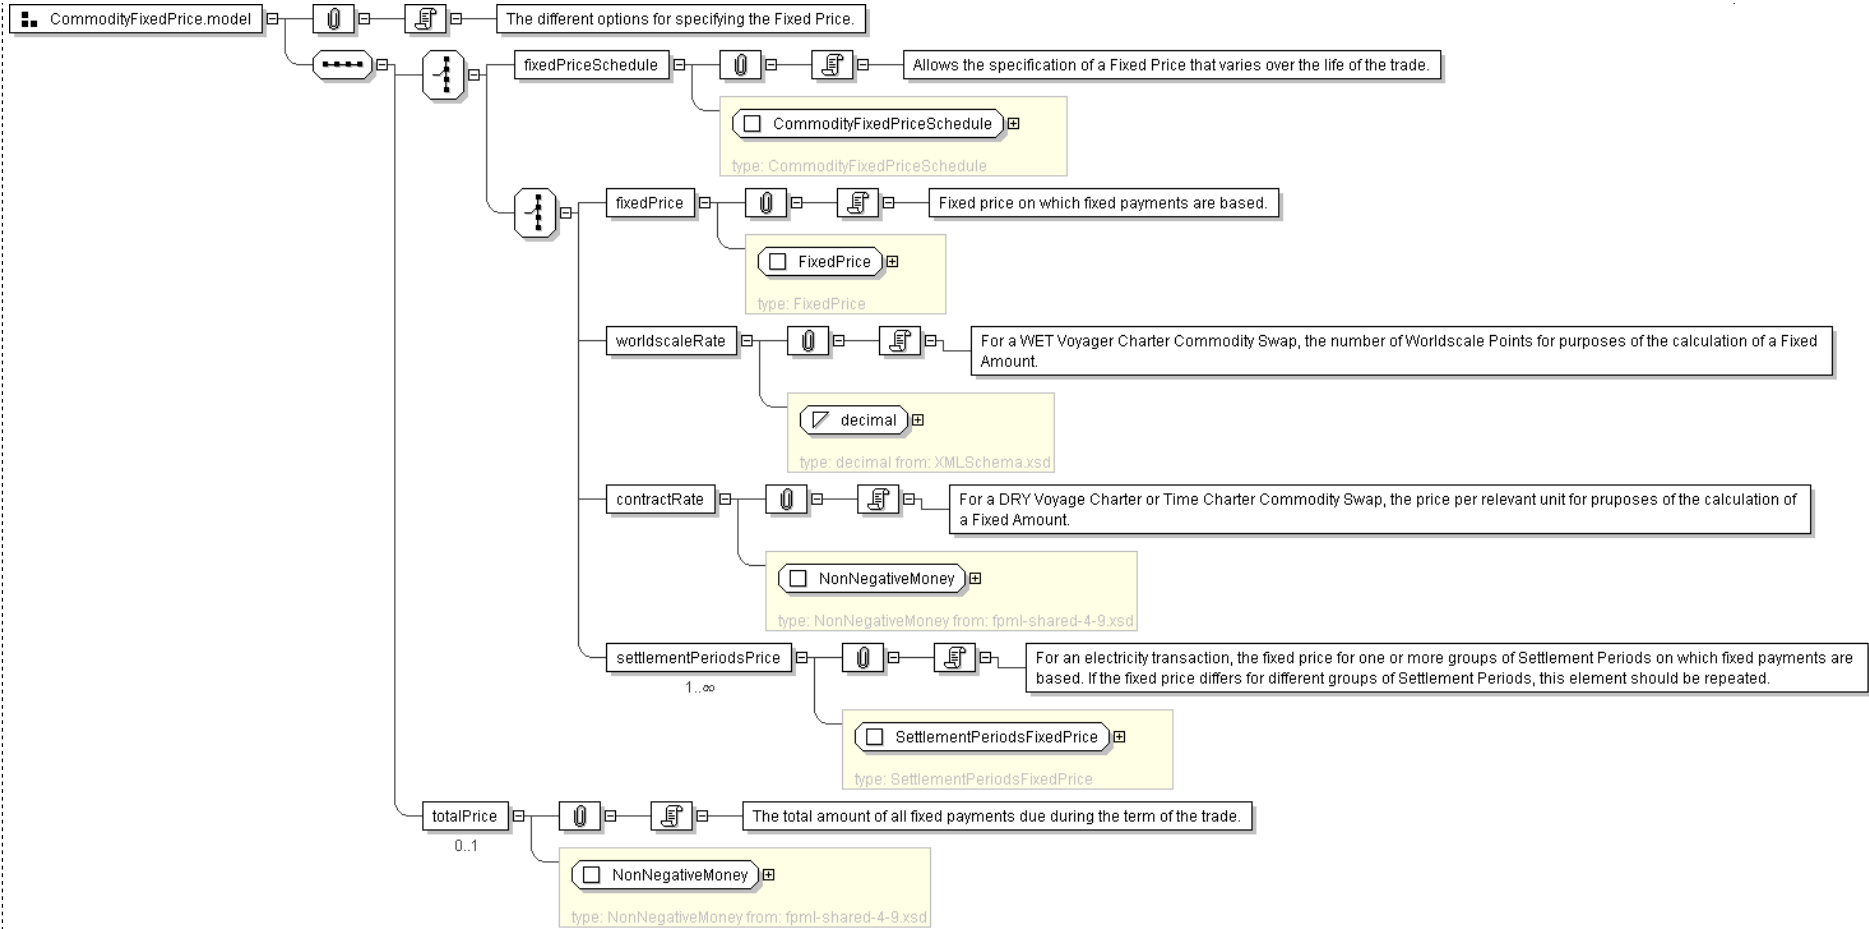 CommodityFixedPrice.model
The different options for specifying the Fixed Price.
fixedPriceSchedule
Allows the specification of a Fixed Price that varies over the life of the trade.
CommodityFixedPriceSchedule
type: CommodityFixedPriceSchedule
fixedPrice
Fixed price on which fixed payments are based.
FixedPrice
type: FixedPrice
worldscaleRate
For a WET Voyager Charter Commodity Swap, the number of Worldscale Points for purposes of the calculation of a Fixed
Amount.
decimal
type: decimal from: XMLSchema.xsd
contractRate
For a DRY Voyage Charter or Time Charter Commodity Swap, the price per relevant unit for pruposes of the calculation of
a Fixed Amount.
NonNegativeMoney
type: NonNegativeMoney from: fpml-shared-4-9.xsd
settlementPeriodsPrice
1..∞
For an electricity transaction, the fixed price for one or more groups of Settlement Periods on which fixed payments are
based. If the fixed price differs for different groups of Settlement Periods, this element should be repeated.
SettlementPeriodsFixedPrice
type: SettlementPeriodsFixedPrice
totalPrice
0..1
The total amount of all fixed payments due during the term of the trade.
NonNegativeMoney
type: NonNegativeMoney from: fpml-shared-4-9.xsd